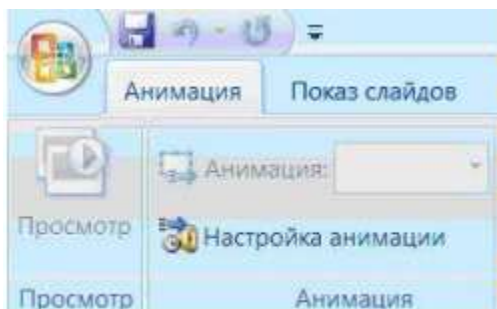 Анимация Показ слайдов
Анимация:
Просмотр Настройка анимации
Просмотр Анимация